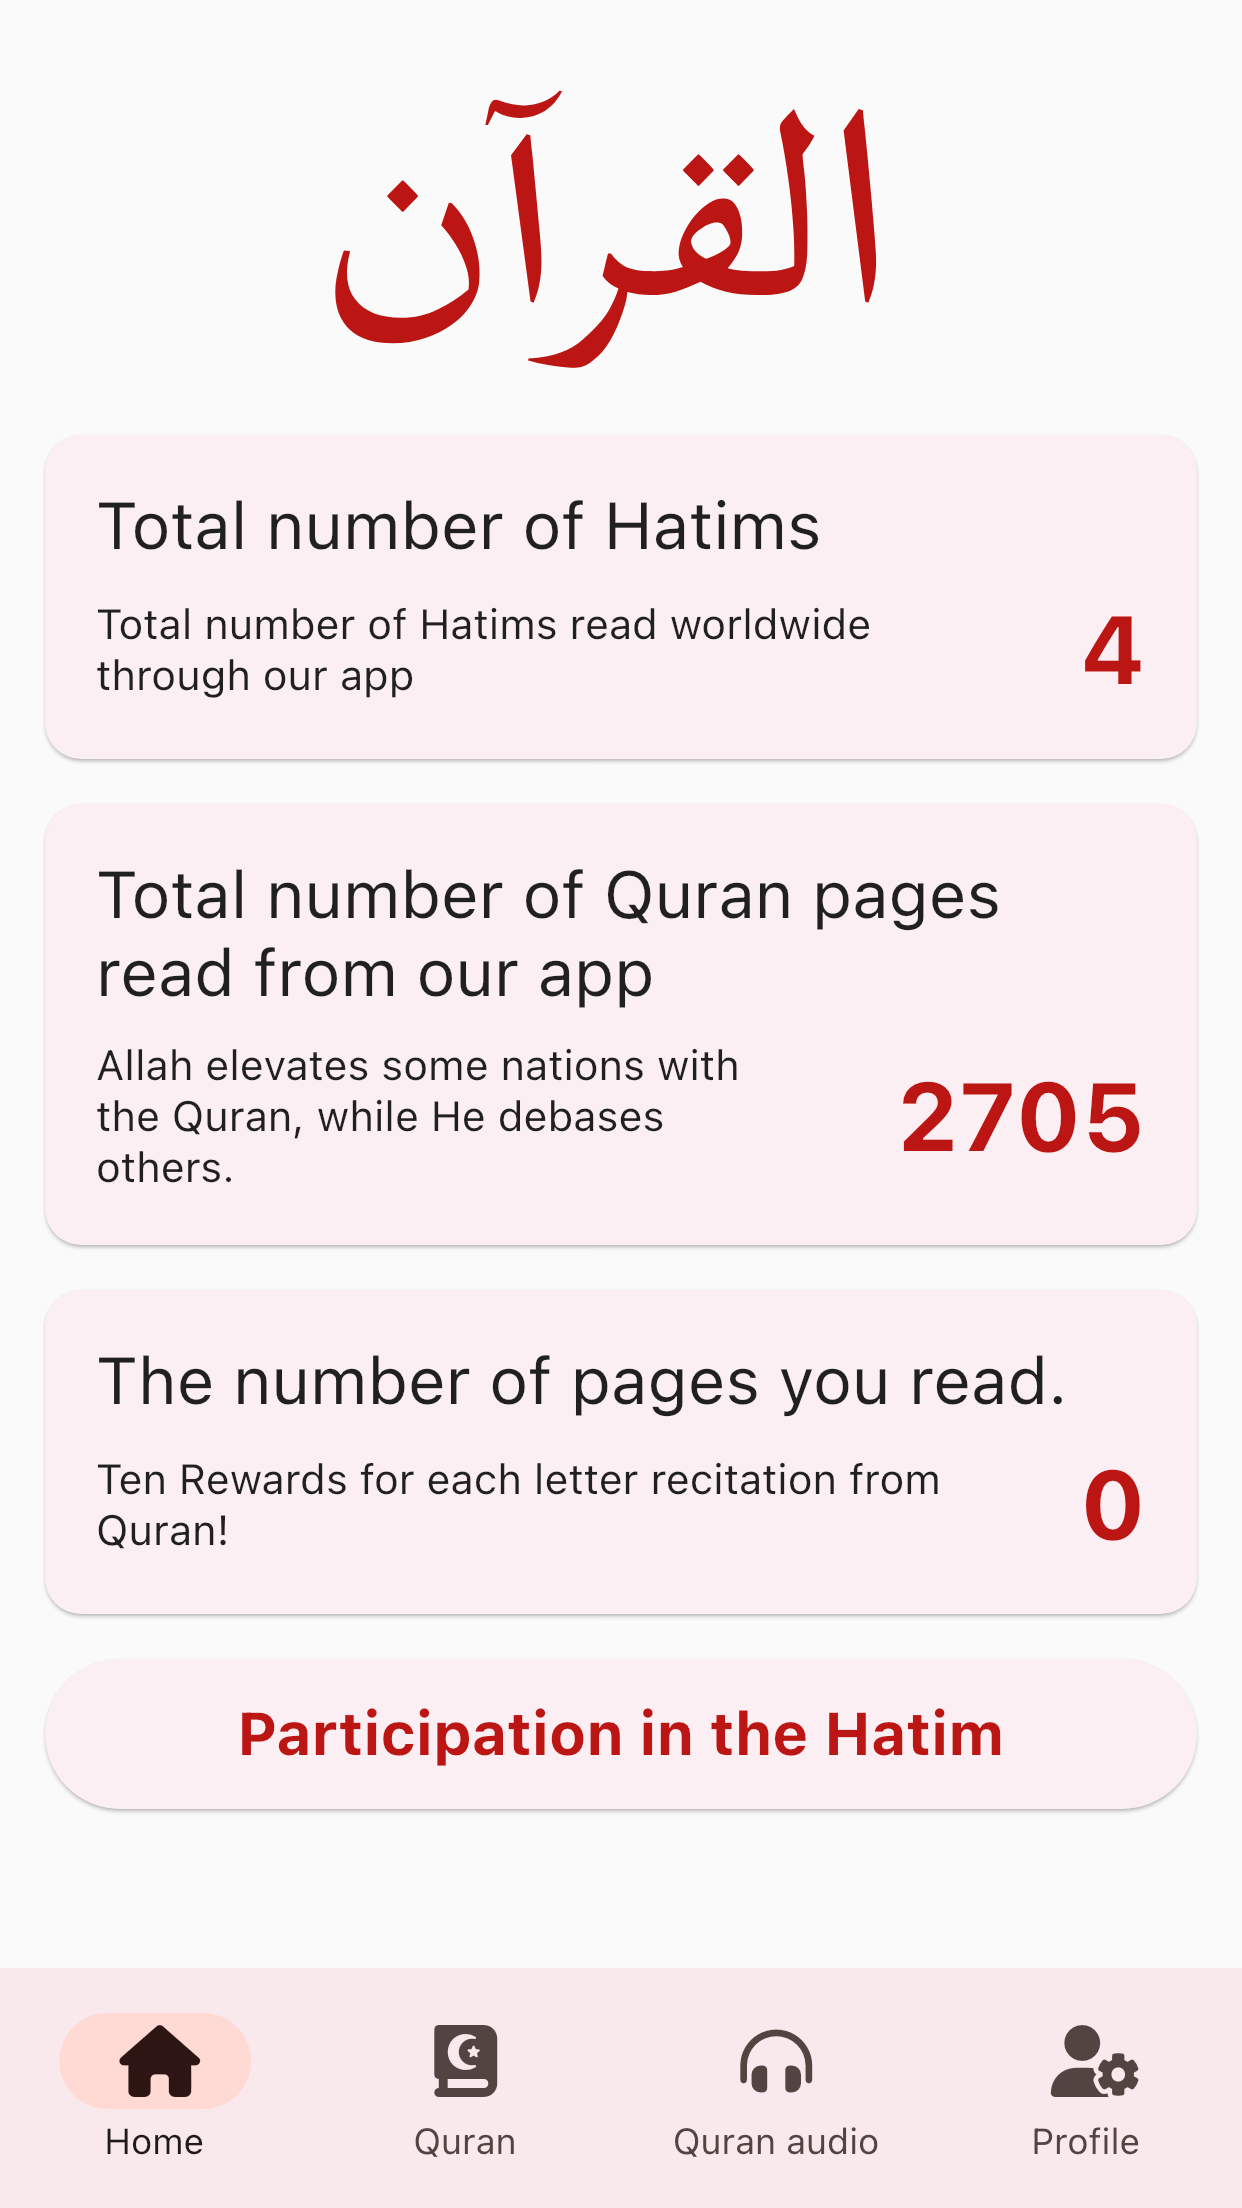 القرآن
Total number of Hatims
Total number of Hatims read worldwide
through our app
4
Total number of Quran pages
read from our app
Allah elevates some nations with
the Quran, while He debases
others.
2705
The number of pages you read.
Ten Rewards for each letter recitation from
Quran!
0
Participation in the Hatim
Home
Quran
Quran audio
Profile